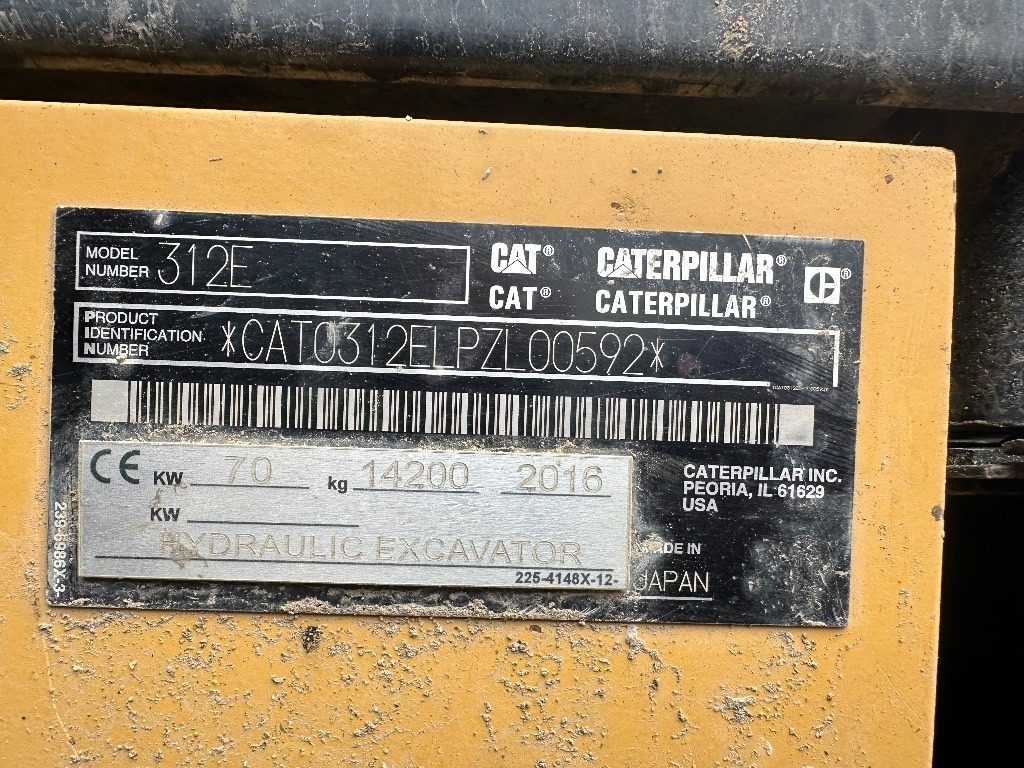 MODEL
NUMBER 312E
CAT® CATERPILLAR® C®
CAT® CATERPILLAR®
PRODUCT
IDENTIFICATION
NUMBER
*CAT0312ELPZL00592*
CE KW 70 kg 14200 2016
KW
HYDRAULIC EXCAVATOR
225-4148X-12-
CATERPILLAR INC.
PEORIA, IL 61629
USA
MADE IN
JAPAN